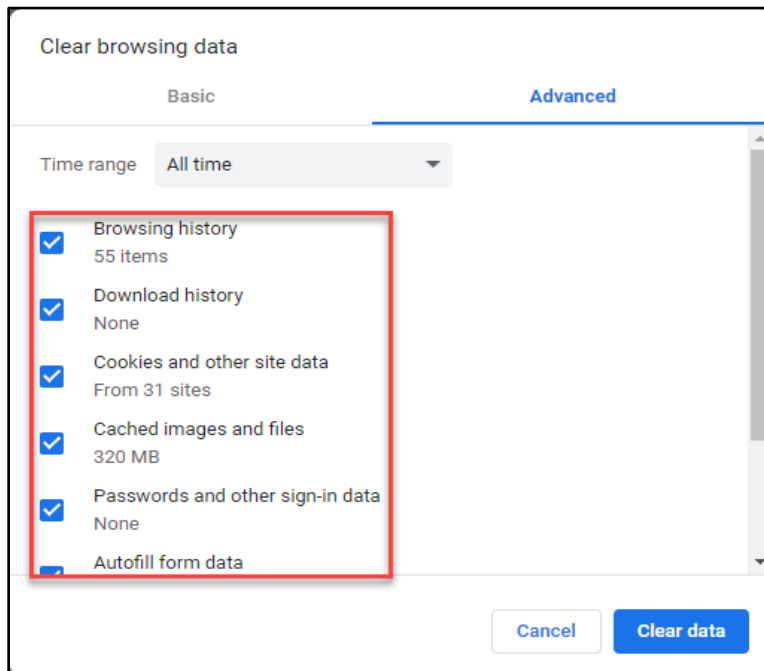 Clear browsing data
Basic Advanced
Time range All time
Browsing history
55 items
Download history
None
Cookies and other site data
From 31 sites
Cached images and files
320 MB
Passwords and other sign-in data
None
Autofill form data
Cancel Clear data